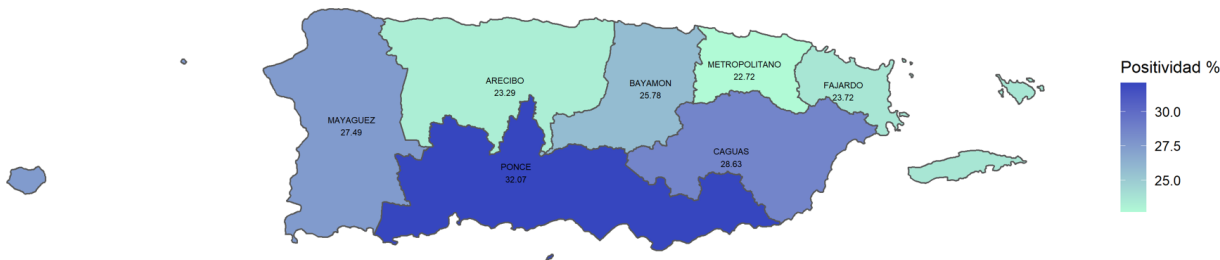 METROPOLITANO
22.72
ARECIBO
23.29
BAYAMON
25.78
FAJARDO
23.72
MAYAGUEZ
27.49
CAGUAS
28.63
PONCE
32.07
Positividad %
30.0
27.5
25.0